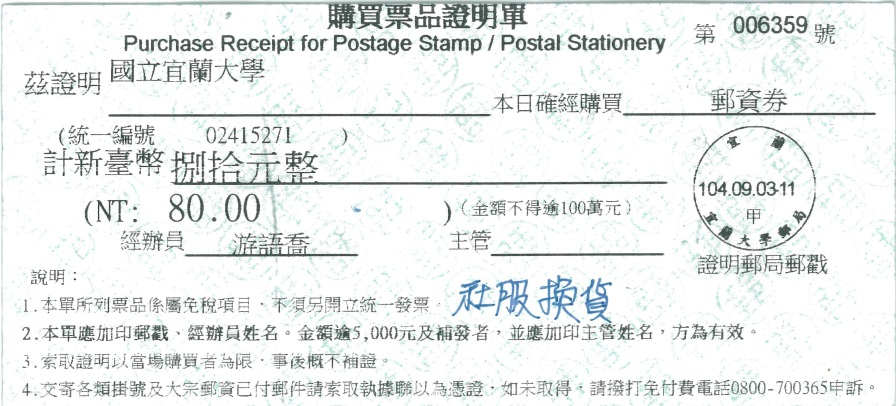 購買票品證明單
Purchase Receipt for Postage Stamp / Postal Stationery
第 006359 號
茲證明 國立宜蘭大學 本日確經購買 郵資券
(統一編號 02415271 )
計新臺幣 捌拾元整
(NT: 80.00 ) (金額不得逾100萬元)
經辦員 游語喬 主管
宜蘭
104.09.03-11
甲
宜蘭大學郵局
證明郵局郵戳
說明：
社服換貨
1.本單所列票品係屬免稅項目，不須另開立統一發票。
2.本單應加印郵戳、經辦員姓名。金額逾5,000元及補發者，並應加印主管姓名，方為有效。
3.索取證明以當場購買者為限，事後概不補證。
4.交寄各類掛號及大宗郵資已付郵件請索取執據聯以為憑證，如未取得，請撥打免付費電話0800-700365申訴。